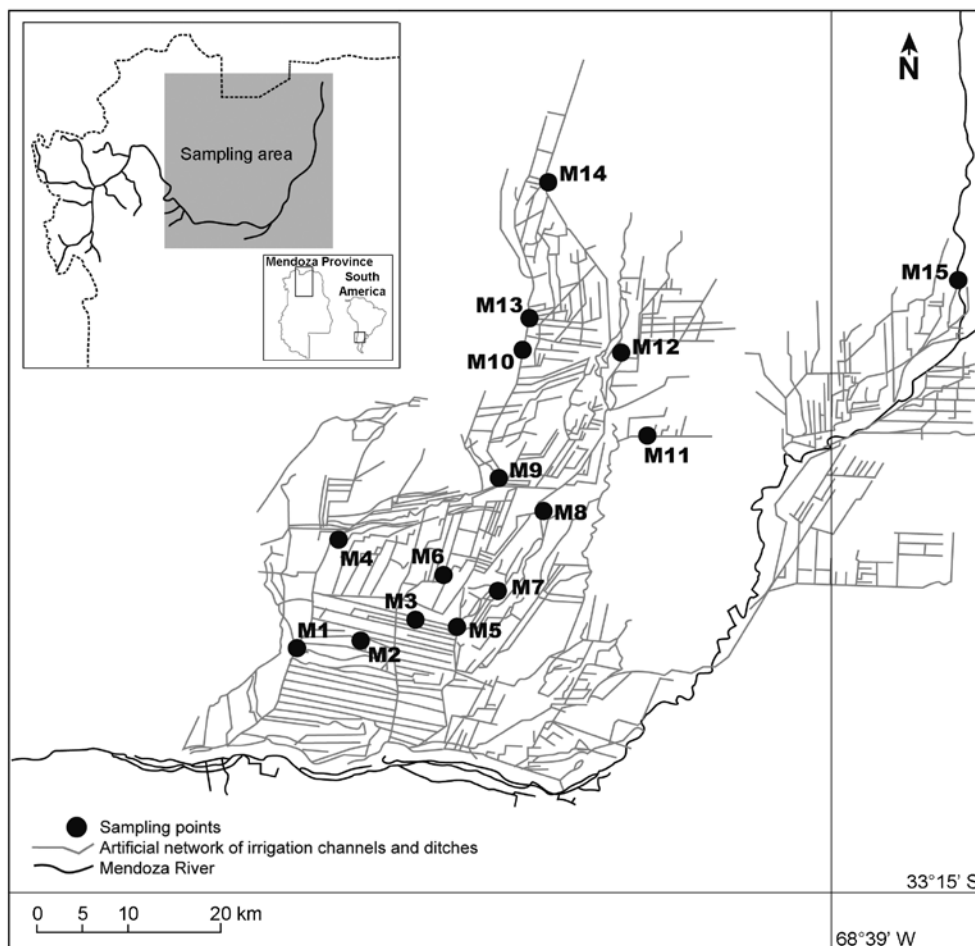 N
Sampling area
Mendoza Province
South
America
M14
M15
M13
M12
M10
M11
M9
M8
M4
M6
M7
M3
M5
M1
M2
Sampling points
Artificial network of irrigation channels and ditches
Mendoza River
33°15' S
0 5 10 20 km
68°39' W